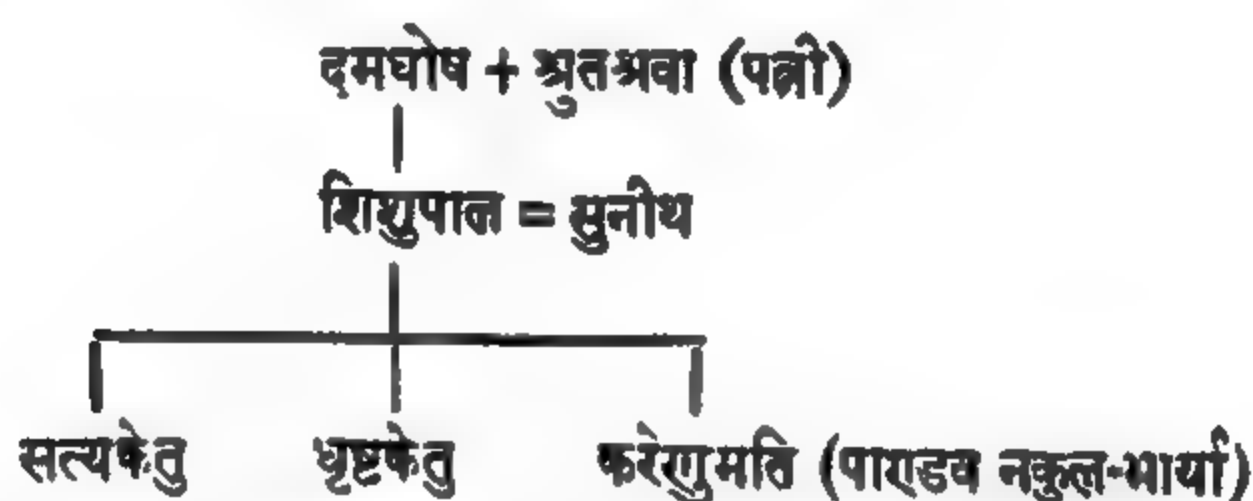 दमघोष + श्रुतश्रवा (पत्नी)
शिशुपाल = सुनीथ
सत्यकेतु धृष्टकेतु करेणुमति (पाण्डव नकुल-भार्या)